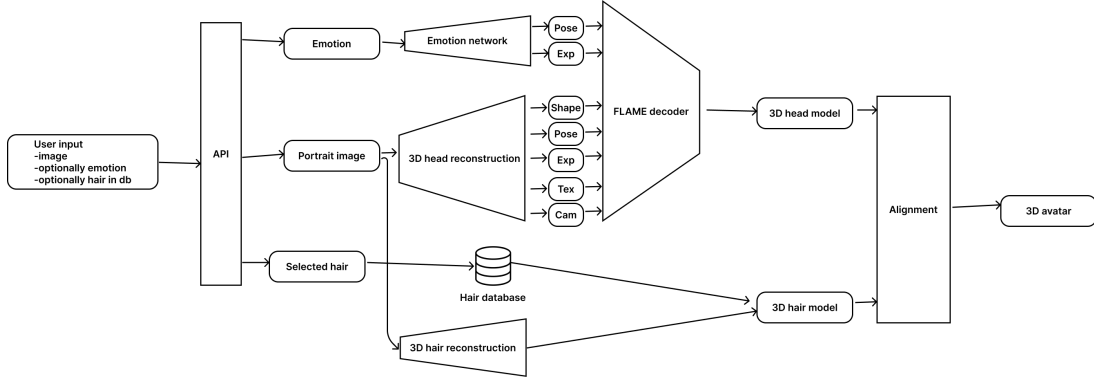 User input
-image
-optionally emotion
-optionally hair in db
API
Emotion
Emotion network
Pose
Exp
Portrait image
3D head reconstruction
Shape
Pose
Exp
Tex
Cam
FLAME decoder
3D head model
Selected hair
Hair database
3D hair reconstruction
3D hair model
Alignment
3D avatar